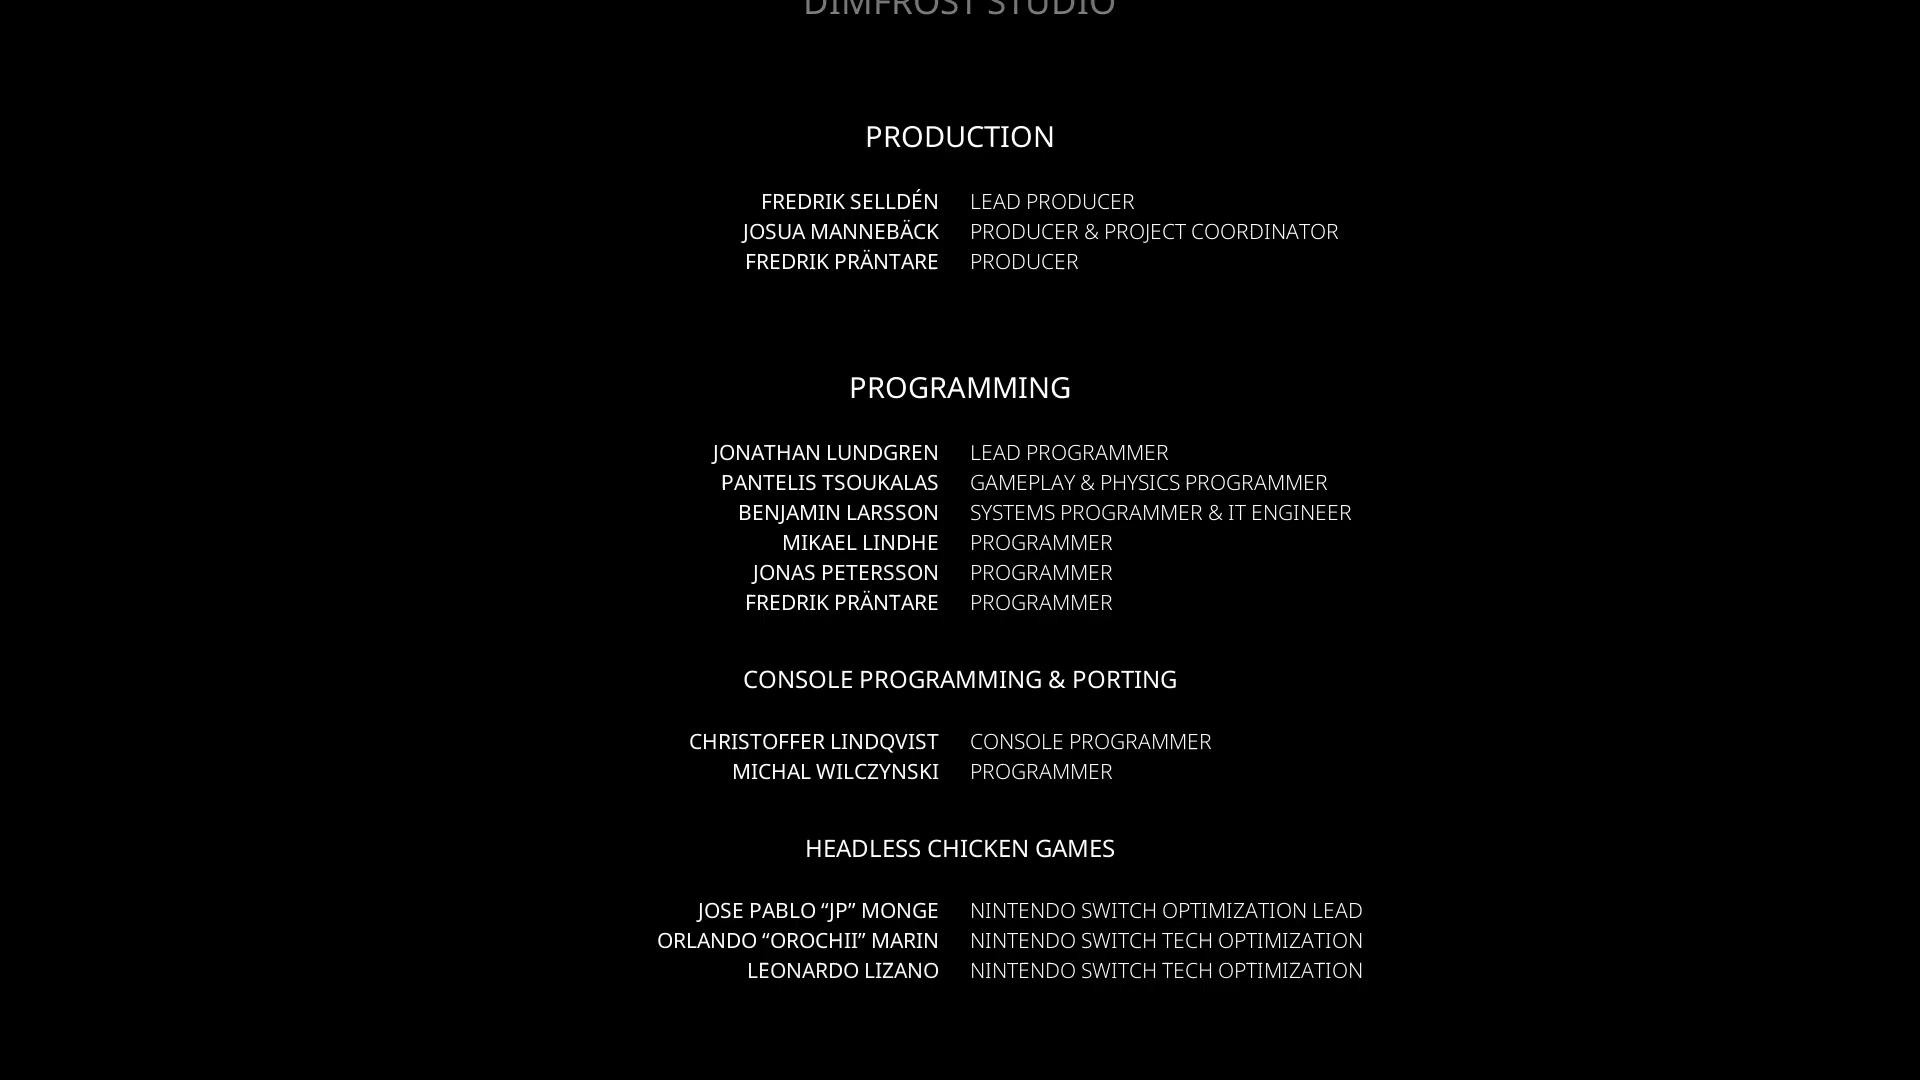 DIMFROST STUDIO
PRODUCTION
FREDRIK SELLDÉN LEAD PRODUCER
JOSUA MANNEBÄCK PRODUCER & PROJECT COORDINATOR
FREDRIK PRÄNTARE PRODUCER
PROGRAMMING
JONATHAN LUNDGREN LEAD PROGRAMMER
PANTELIS TSOUKALAS GAMEPLAY & PHYSICS PROGRAMMER
BENJAMIN LARSSON SYSTEMS PROGRAMMER & IT ENGINEER
MIKAEL LINDHE PROGRAMMER
JONAS PETERSSON PROGRAMMER
FREDRIK PRÄNTARE PROGRAMMER
CONSOLE PROGRAMMING & PORTING
CHRISTOFFER LINDQVIST CONSOLE PROGRAMMER
MICHAL WILCZYNSKI PROGRAMMER
HEADLESS CHICKEN GAMES
JOSE PABLO “JP” MONGE NINTENDO SWITCH OPTIMIZATION LEAD
ORLANDO “OROCHII” MARIN NINTENDO SWITCH TECH OPTIMIZATION
LEONARDO LIZANO NINTENDO SWITCH TECH OPTIMIZATION